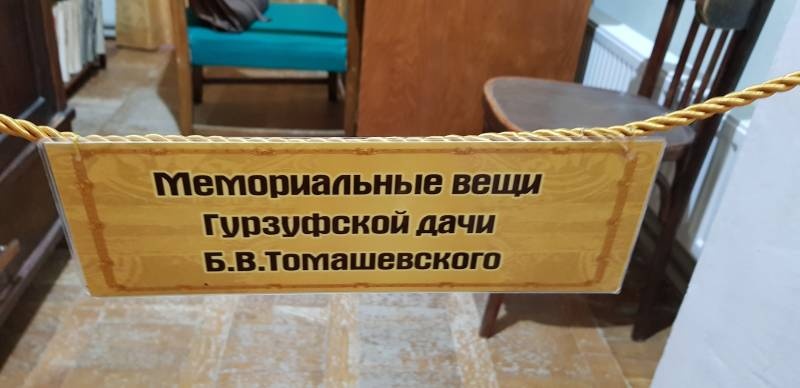 Мемориальные вещи
Гурзуфской дачи
Б.В.Томашевского